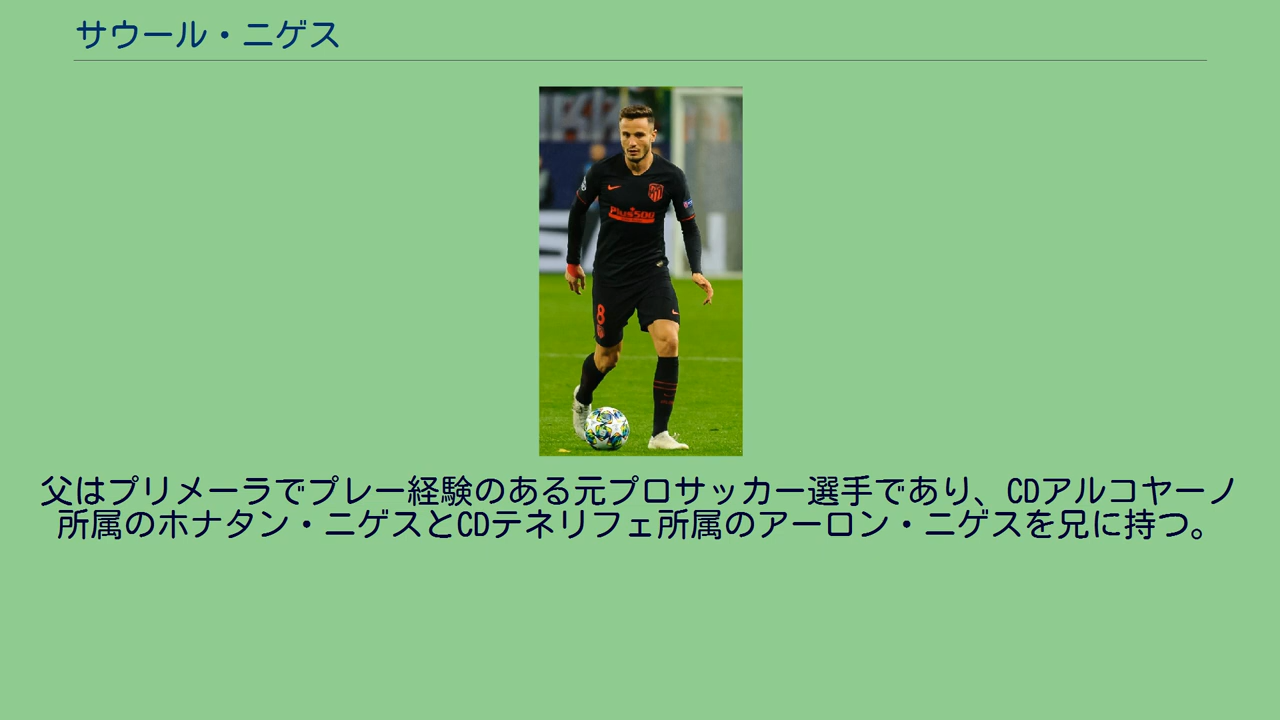 サウール・ニゲス
Plus500
8
父はプリメーラでプレー経験のある元プロサッカー選手であり、CDアルコヤーノ
所属のホナタン・ニゲスとCDテネリフェ所属のアーロン・ニゲスを兄に持つ。